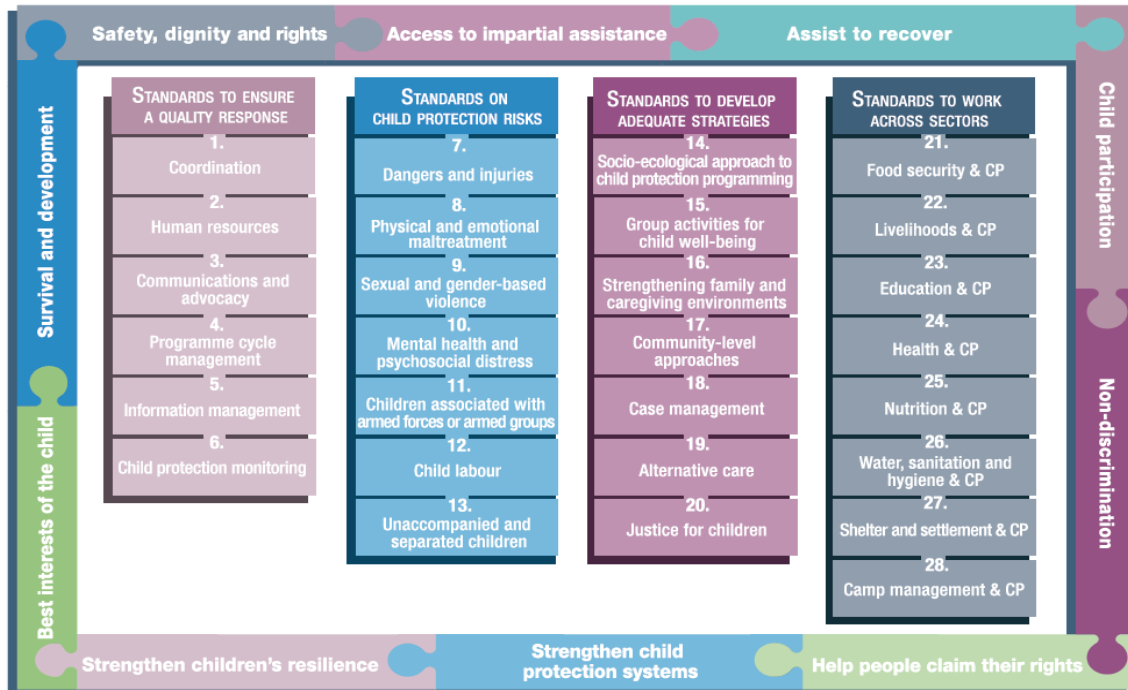 Safety, dignity and rights
Access to impartial assistance
Assist to recover
Survival and development
Best interests of the child
STANDARDS TO ENSURE
A QUALITY RESPONSE
1.
Coordination
2.
Human resources
3.
Communications and
advocacy
4.
Programme cycle
management
5.
Information management
6.
Child protection monitoring
STANDARDS ON
CHILD PROTECTION RISKS
7.
Dangers and injuries
8.
Physical and emotional
maltreatment
9.
Sexual and gender-based
violence
10.
Mental health and
psychosocial distress
11.
Children associated with
armed forces or armed groups
12.
Child labour
13.
Unaccompanied and
separated children
STANDARDS TO DEVELOP
ADEQUATE STRATEGIES
14.
Socio-ecological approach to
child protection programming
15.
Group activities for
child well-being
16.
Strengthening family and
caregiving environments
17.
Community-level
approaches
18.
Case management
19.
Alternative care
20.
Justice for children
STANDARDS TO WORK
ACROSS SECTORS
21.
Food security & CP
22.
Livelihoods & CP
23.
Education & CP
24.
Health & CP
25.
Nutrition & CP
26.
Water, sanitation and
hygiene & CP
27.
Shelter and settlement & CP
28.
Camp management & CP
Child participation
Non-discrimination
Strengthen children's resilience
Strengthen child
protection systems
Help people claim their rights